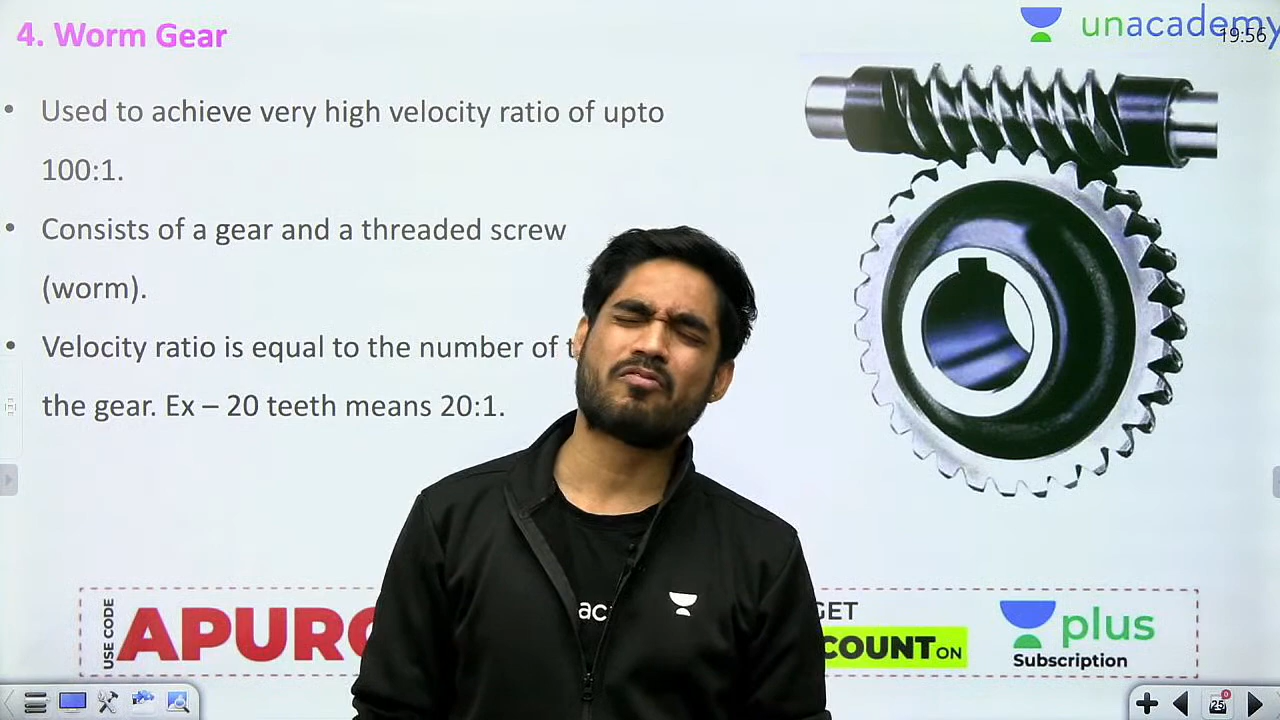 4. Worm Gear
unacademy
19:56
• Used to achieve very high velocity ratio of upto
100:1.
• Consists of a gear and a threaded screw
(worm).
• Velocity ratio is equal to the number of
the gear. Ex – 20 teeth means 20:1.
USE CODE
GET
COUNT ON
plus
Subscription
25